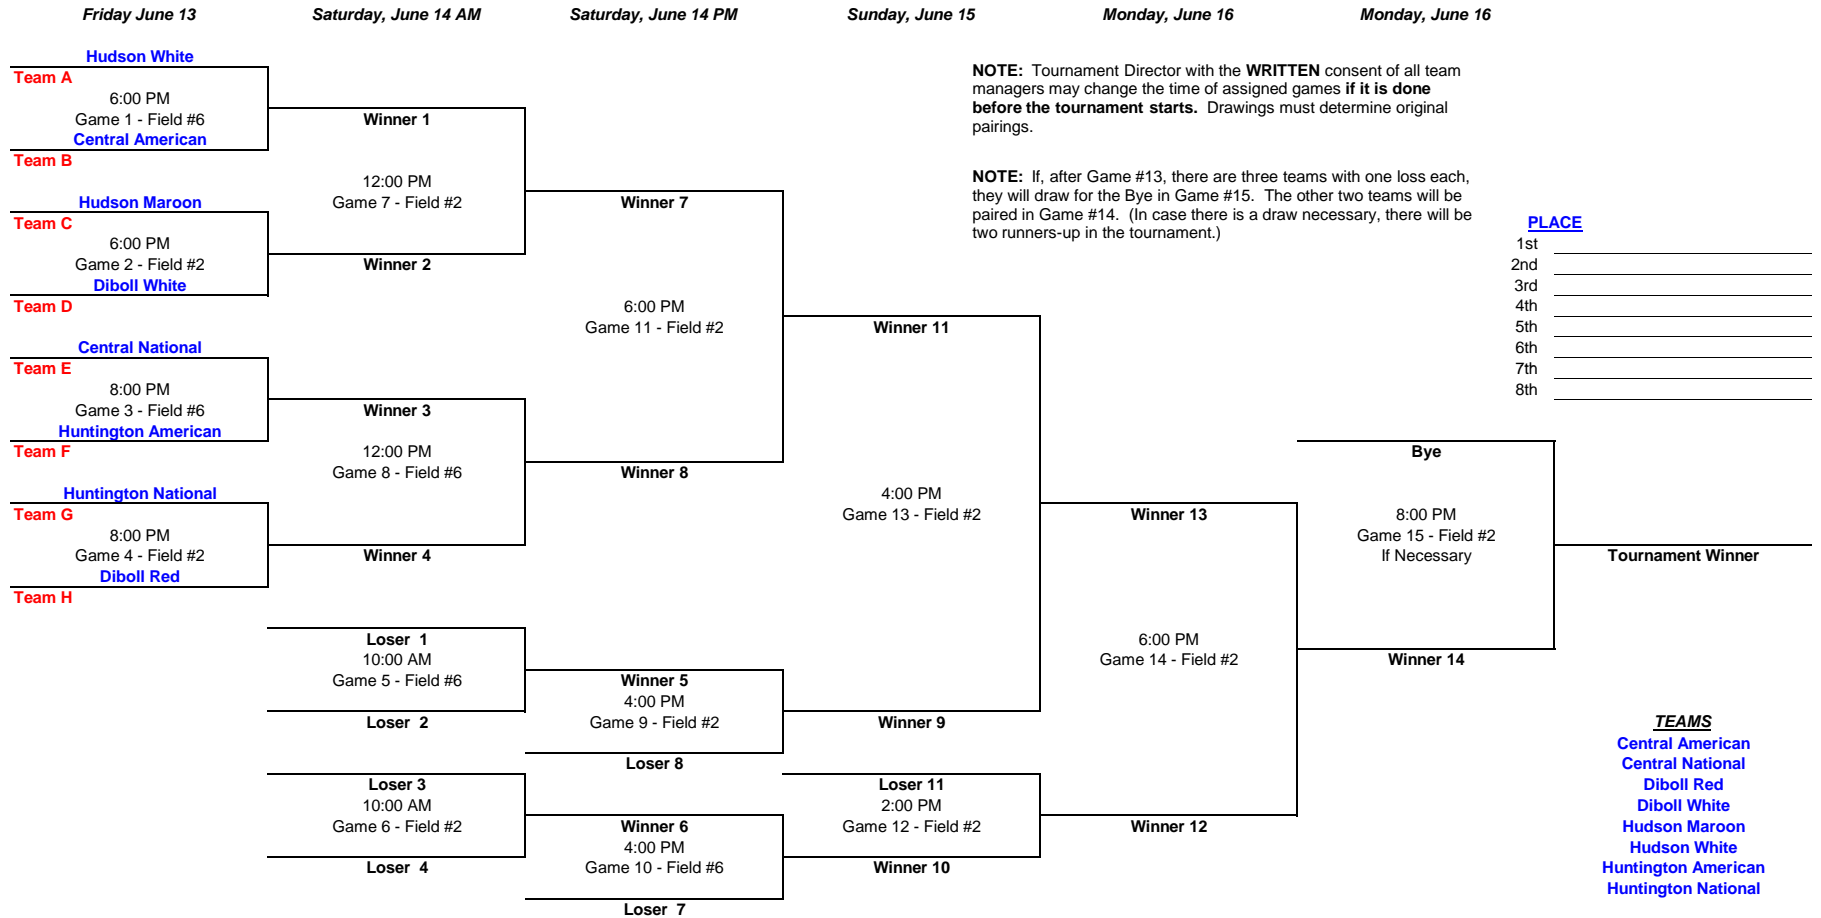 Friday June 13
Saturday, June 14 AM
Saturday, June 14 PM
Sunday, June 15
Monday, June 16
Monday, June 16
Hudson White
Team A
6:00 PM
Game 1 - Field #6
Central American
Team B
Hudson Maroon
Team C
6:00 PM
Game 2 - Field #2
Diboll White
Team D
Central National
Team E
8:00 PM
Game 3 - Field #6
Huntington American
Team F
Huntington National
Team G
8:00 PM
Game 4 - Field #2
Diboll Red
Team H
Winner 1
12:00 PM
Game 7 - Field #2
Winner 2
Winner 3
12:00 PM
Game 8 - Field #6
Winner 4
Loser 1
10:00 AM
Game 5 - Field #6
Loser 2
Loser 3
10:00 AM
Game 6 - Field #2
Loser 4
Winner 7
6:00 PM
Game 11 - Field #2
Winner 8
Winner 5
4:00 PM
Game 9 - Field #2
Loser 8
Winner 6
4:00 PM
Game 10 - Field #6
Loser 7
Winner 11
4:00 PM
Game 13 - Field #2
Winner 9
Loser 11
2:00 PM
Game 12 - Field #2
Winner 10
NOTE: Tournament Director with the WRITTEN consent of all team
managers may change the time of assigned games if it is done
before the tournament starts. Drawings must determine original
pairings.
NOTE: If, after Game #13, there are three teams with one loss each,
they will draw for the Bye in Game #15. The other two teams will be
paired in Game #14. (In case there is a draw necessary, there will be
two runners-up in the tournament.)
Winner 13
6:00 PM
Game 14 - Field #2
Winner 12
Bye
8:00 PM
Game 15 - Field #2
If Necessary
Winner 14
PLACE
1st
2nd
3rd
4th
5th
6th
7th
8th
Tournament Winner
TEAMS
Central American
Central National
Diboll Red
Diboll White
Hudson Maroon
Hudson White
Huntington American
Huntington National